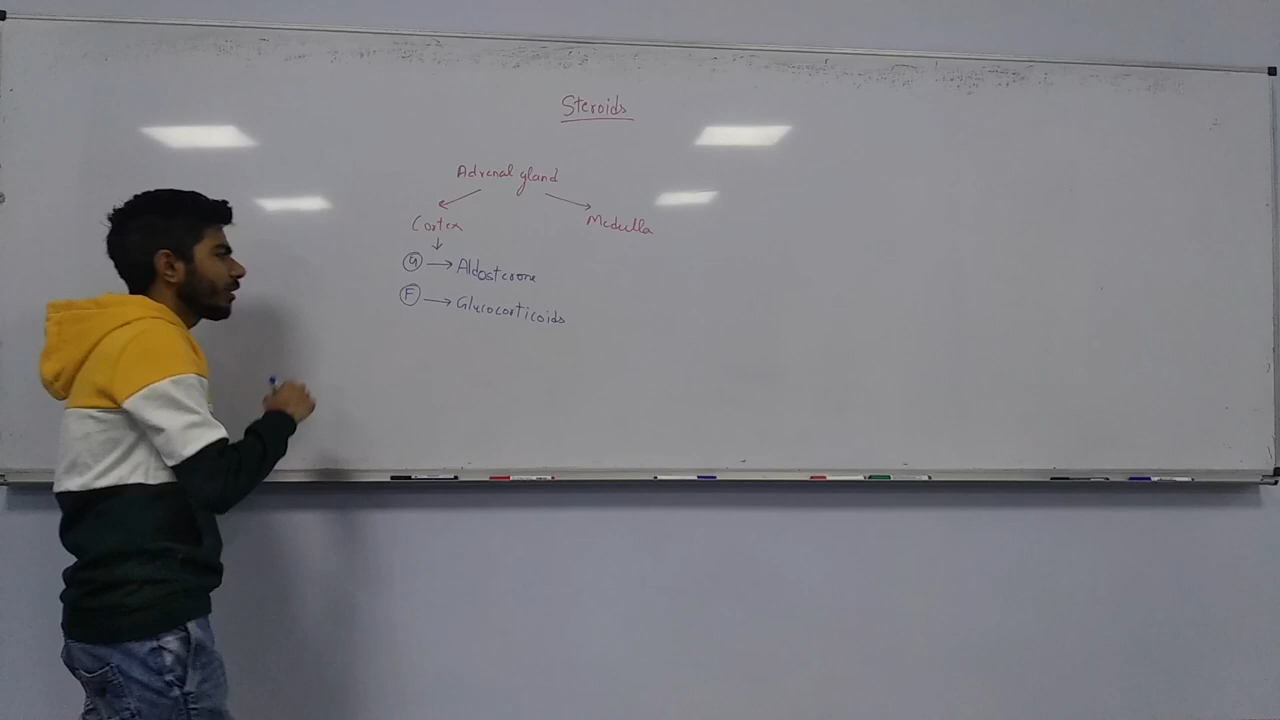 Steroids
Adrenal gland
Cortex Medulla
G → Aldosterone
F → Glucocorticoids